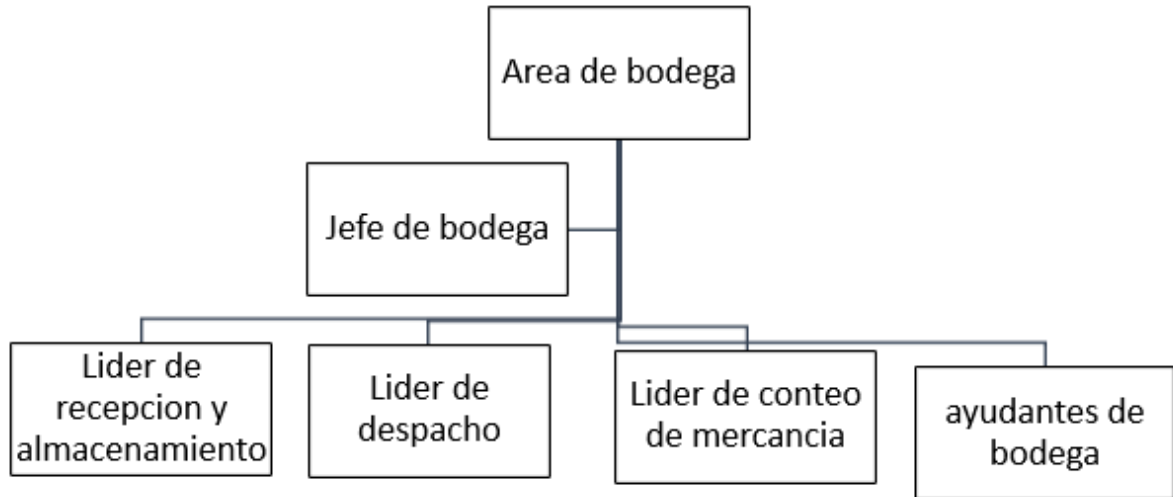 Area de bodega
Jefe de bodega
Lider de
recepcion y
almacenamiento
Lider de
despacho
Lider de conteo
de mercancia
ayudantes de
bodega